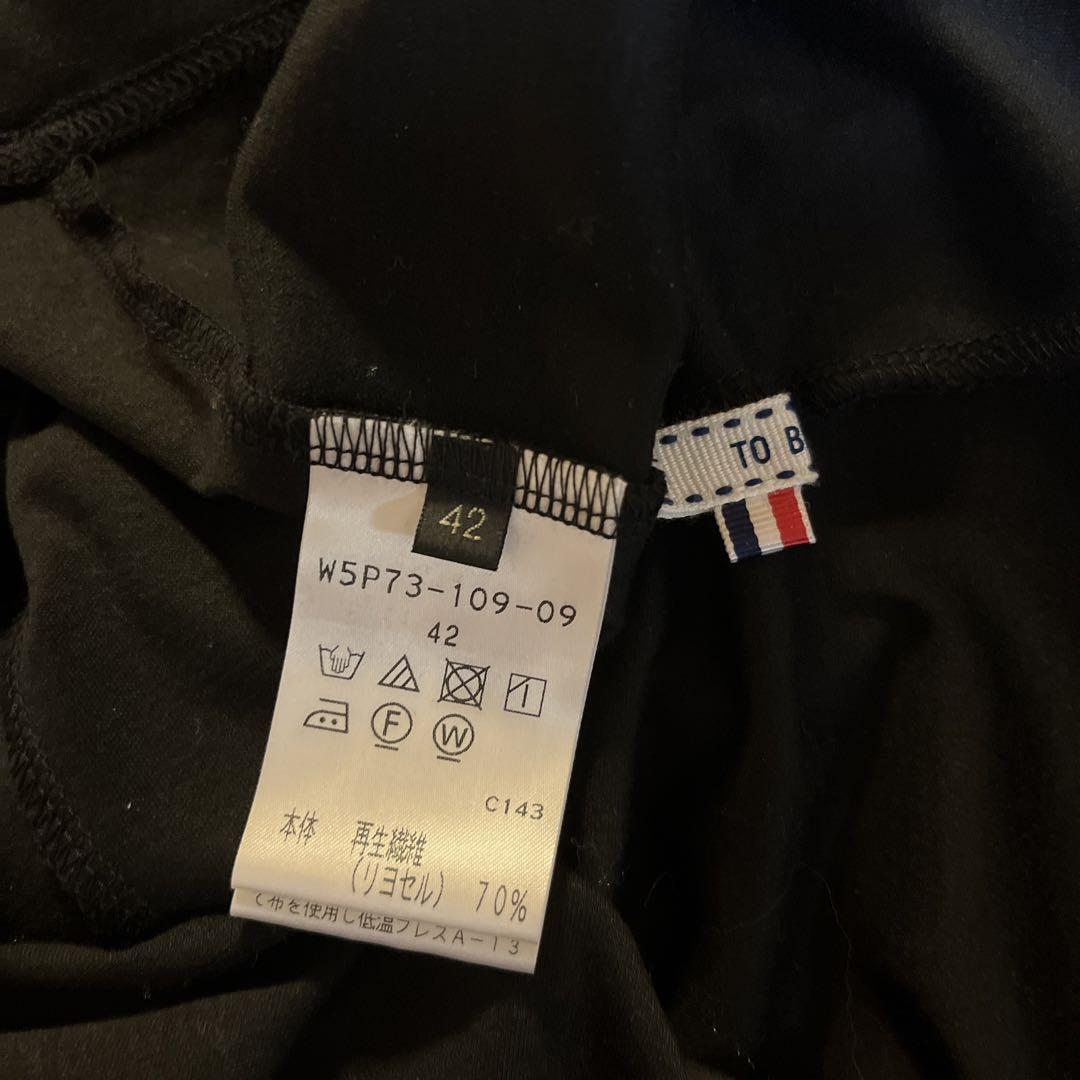 TO B
42
W5P73-109-09
42
F
W
C143
本体 再生繊維
(リヨセル) 70%
布を使用し低温プレスA-13